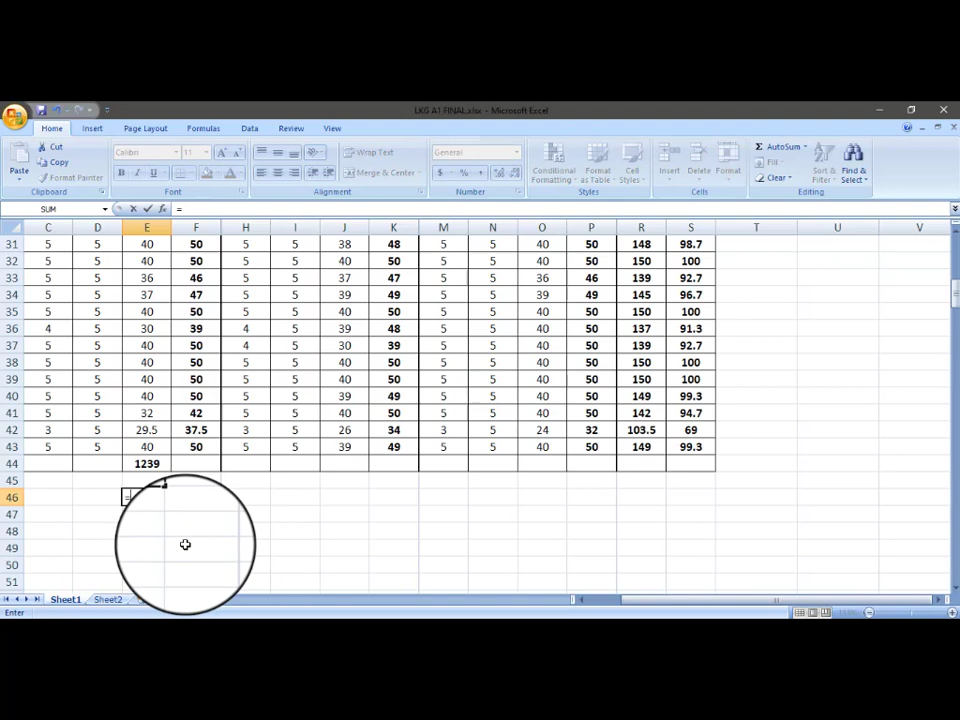 LKG A1 FINAL.xlsx - Microsoft Excel
Home Insert Page Layout Formulas Data Review View
Cut Calibri 11 Wrap Text General AutoSum
Paste Copy Fill
Format Painter Merge & Center $ % , Conditional Formatting Format as Table Cell Styles Insert Delete Format Clear Sort & Filter Find & Select
Clipboard Font Alignment Number Styles Cells Editing
SUM =
C D E F H I J K M N O P R S T U V
31 5 5 40 50 5 5 38 48 5 5 40 50 148 98.7
32 5 5 40 50 5 5 40 50 5 5 40 50 150 100
33 5 5 36 46 5 5 37 47 5 5 36 46 139 92.7
34 5 5 37 47 5 5 39 49 5 5 39 49 145 96.7
35 5 5 40 50 5 5 40 50 5 5 40 50 150 100
36 4 5 30 39 4 5 39 48 5 5 40 50 137 91.3
37 5 5 40 50 4 5 30 39 5 5 40 50 139 92.7
38 5 5 40 50 5 5 40 50 5 5 40 50 150 100
39 5 5 40 50 5 5 40 50 5 5 40 50 150 100
40 5 5 40 50 5 5 39 49 5 5 40 50 149 99.3
41 5 5 32 42 5 5 40 50 5 5 40 50 142 94.7
42 3 5 29.5 37.5 3 5 26 34 3 5 24 32 103.5 69
43 5 5 40 50 5 5 39 49 5 5 40 50 149 99.3
44 1239
45
46 =
47
48
49
50
51
Sheet1 Sheet2
Enter